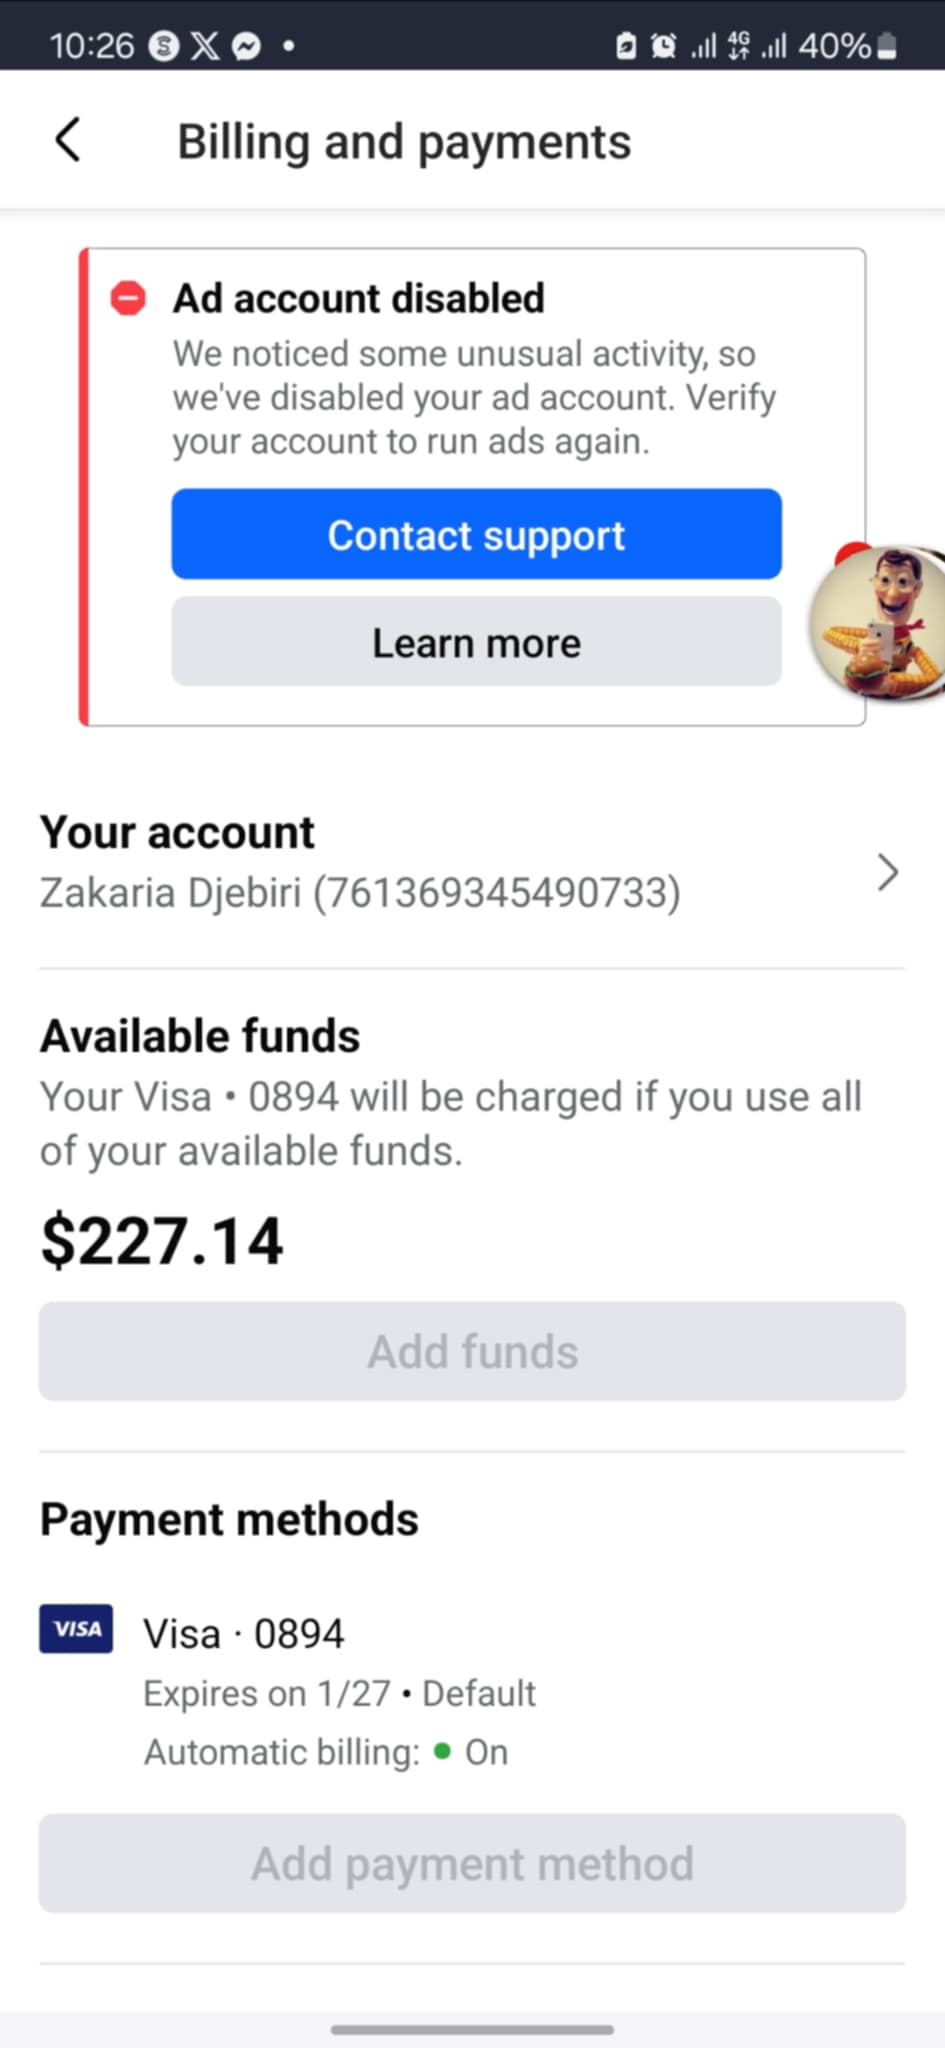 10:26
4G
40%
Billing and payments
Ad account disabled
We noticed some unusual activity, so
we've disabled your ad account. Verify
your account to run ads again.
Contact support
Learn more
Your account
Zakaria Djebiri (761369345490733)
Available funds
Your Visa • 0894 will be charged if you use all
of your available funds.
$227.14
Add funds
Payment methods
VISA
Visa · 0894
Expires on 1/27 • Default
Automatic billing: On
Add payment method